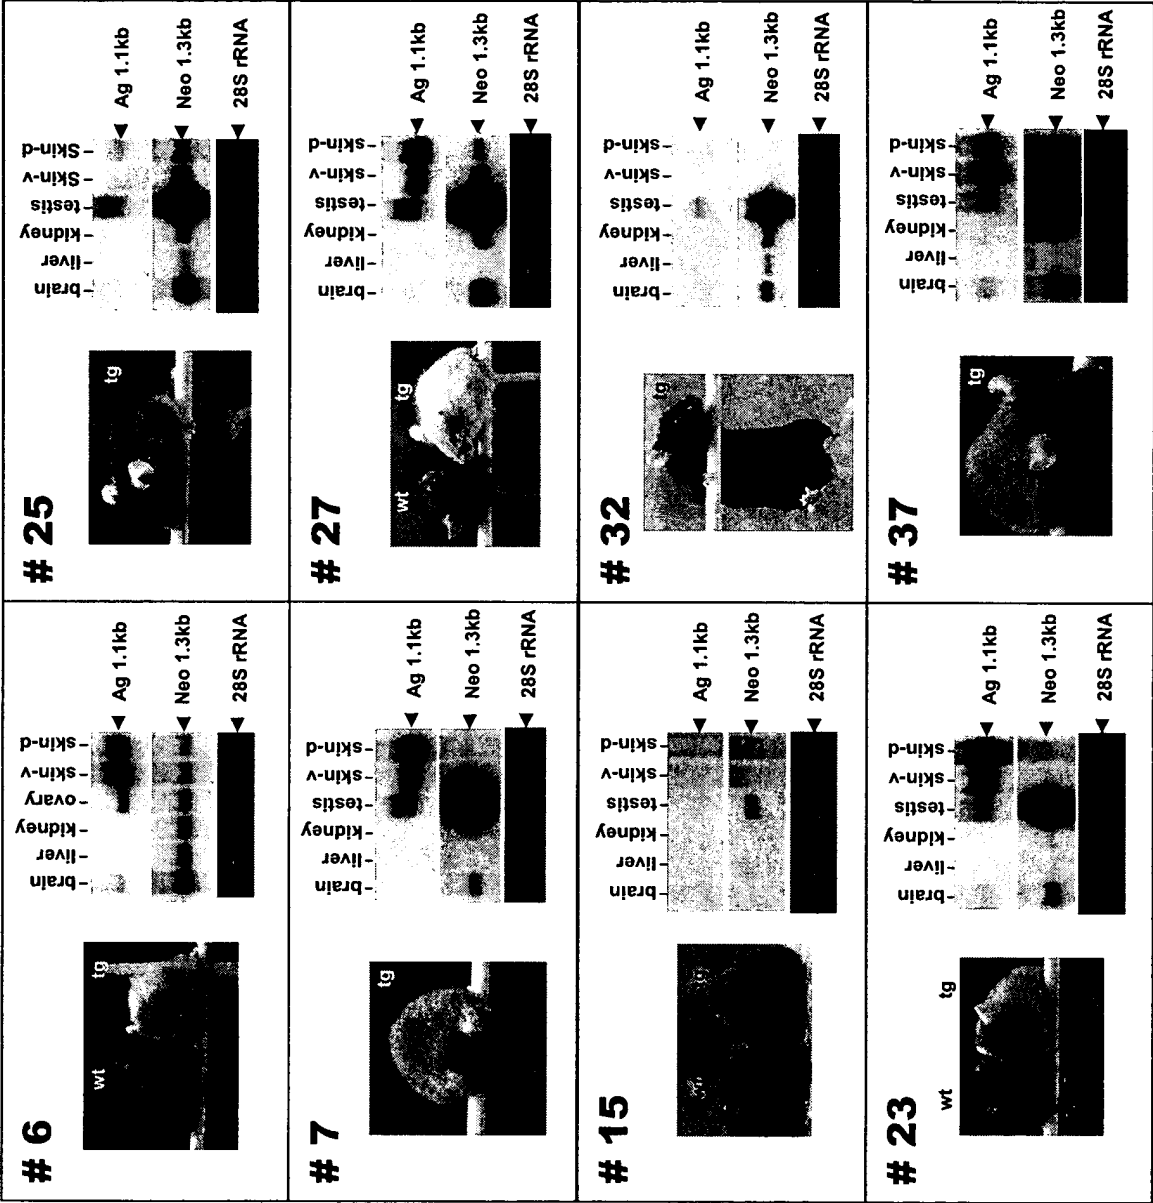 # 6
wt tg
brain
liver
kidney
ovary
skin-v
skin-d
Ag 1.1kb
Neo 1.3kb
28S rRNA
# 7
tg
brain
liver
kidney
testis
skin-v
skin-d
Ag 1.1kb
Neo 1.3kb
28S rRNA
# 15
brain
liver
kidney
testis
skin-v
skin-d
Ag 1.1kb
Neo 1.3kb
28S rRNA
# 23
wt tg
brain
liver
kidney
testis
skin-v
skin-d
Ag 1.1kb
Neo 1.3kb
28S rRNA
# 25
tg
brain
liver
kidney
testis
Skin-v
Skin-d
Ag 1.1kb
Neo 1.3kb
28S rRNA
# 27
wt tg
brain
liver
kidney
testis
skin-v
skin-d
Ag 1.1kb
Neo 1.3kb
28S rRNA
# 32
tg
brain
liver
kidney
testis
skin-v
skin-d
Ag 1.1kb
Neo 1.3kb
28S rRNA
# 37
tg
brain
liver
kidney
testis
skin-v
skin-d
Ag 1.1kb
Neo 1.3kb
28S rRNA